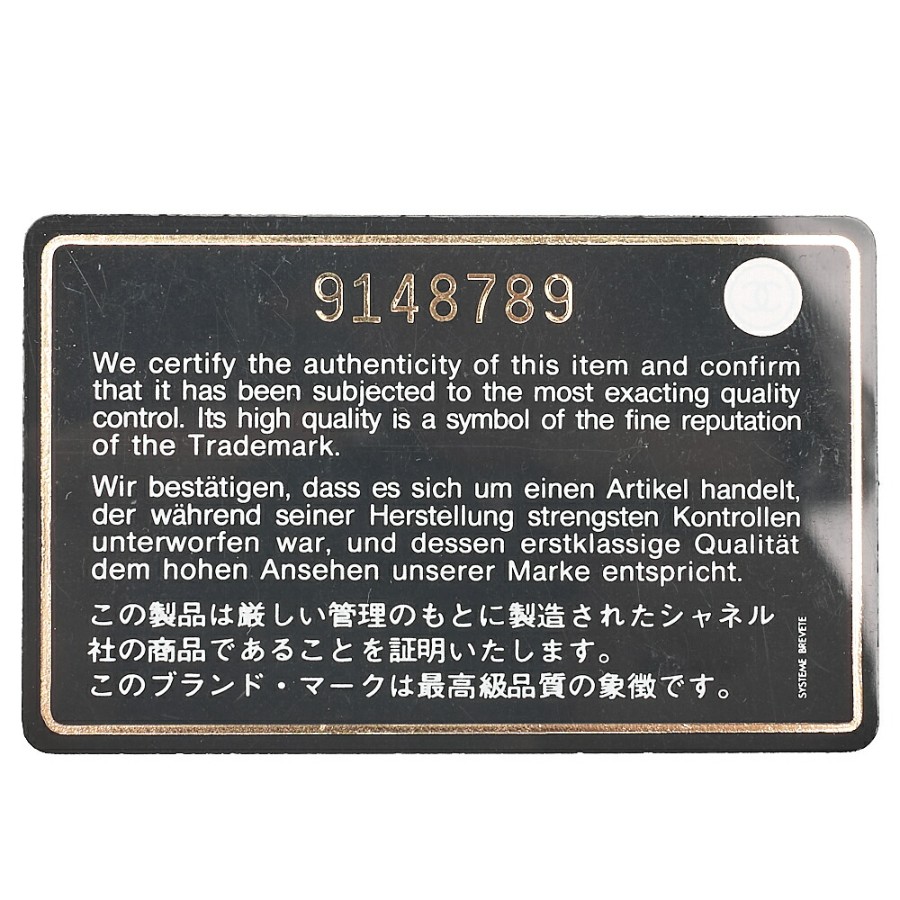 9148789
We certify the authenticity of this item and confirm
that it has been subjected to the most exacting quality
control. Its high quality is a symbol of the fine reputation
of the Trademark.
Wir bestätigen, dass es sich um einen Artikel handelt,
der während seiner Herstellung strengsten Kontrollen
unterworfen war, und dessen erstklassige Qualität
dem hohen Ansehen unserer Marke entspricht.
この製品は厳しい管理のもとに製造されたシャネル
社の商品であることを証明いたします。
このブランド・マークは最高級品質の象徴です。
SYSTEME BREVETE